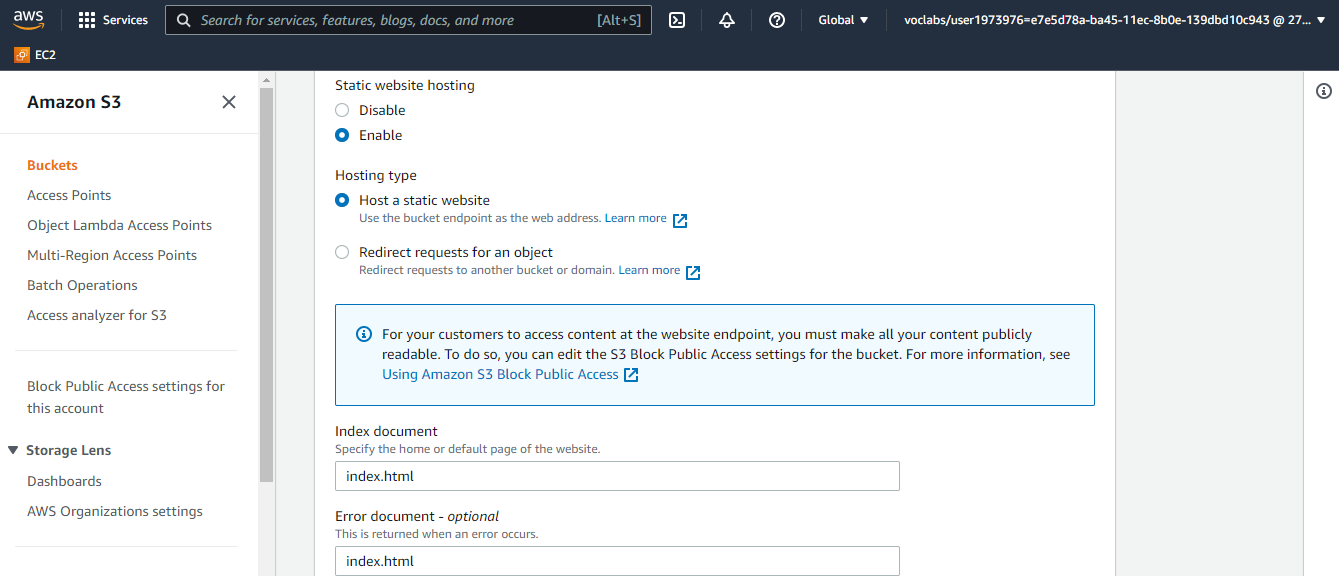 aws
Services
Search for services, features, blogs, docs, and more
[Alt+S]
Global
voclabs/user1973976=e7e5d78a-ba45-11ec-8b0e-139dbd10c943 @ 27...
EC2
Amazon S3
Buckets
Access Points
Object Lambda Access Points
Multi-Region Access Points
Batch Operations
Access analyzer for S3
Block Public Access settings for
this account
Storage Lens
Dashboards
AWS Organizations settings
Static website hosting
Disable
Enable
Hosting type
Host a static website
Use the bucket endpoint as the web address. Learn more
Redirect requests for an object
Redirect requests to another bucket or domain. Learn more
For your customers to access content at the website endpoint, you must make all your content publicly
readable. To do so, you can edit the S3 Block Public Access settings for the bucket. For more information, see
Using Amazon S3 Block Public Access
Index document
Specify the home or default page of the website.
index.html
Error document - optional
This is returned when an error occurs.
index.html